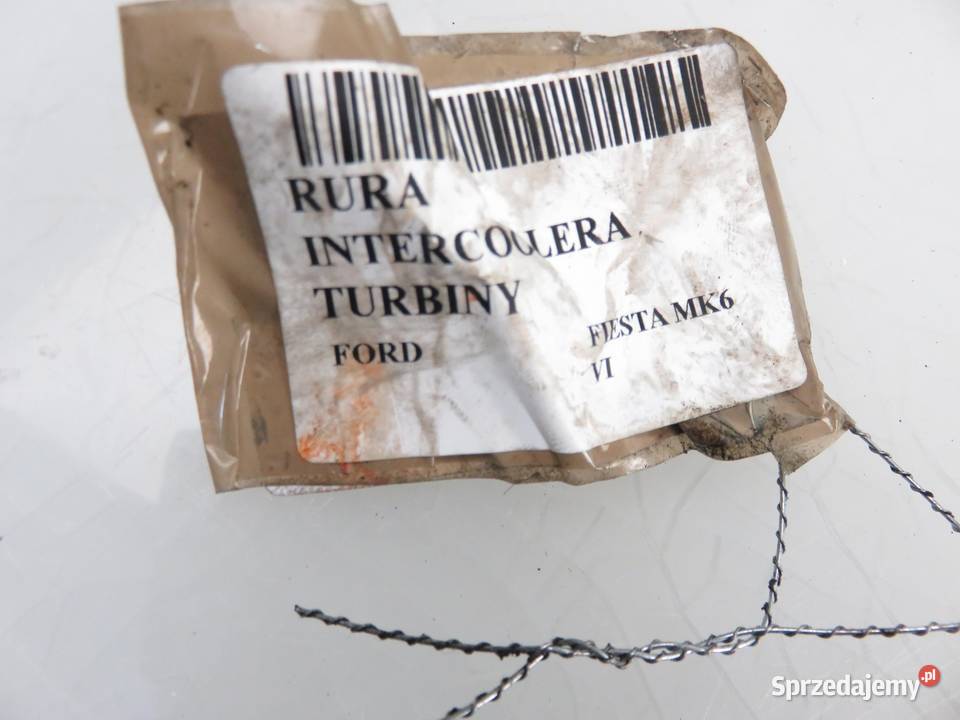 RURA
INTERCOOLERA
TURBINY
FORD
FIESTA MK6
VI
Sprzedajemy.pl